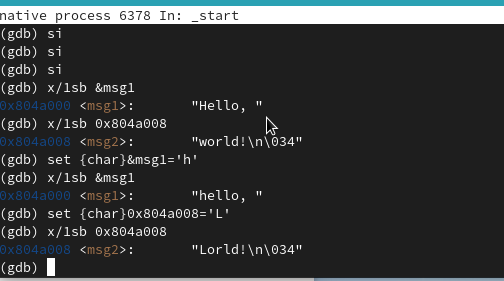 native process 6378 In: _start
(gdb) si
(gdb) si
(gdb) si
(gdb) x/1sb &msg1
0x804a000 <msg1>:       "Hello, "
(gdb) x/1sb 0x804a008
0x804a008 <msg2>:       "world!\n\034"
(gdb) set {char}&msg1='h'
(gdb) x/1sb &msg1
0x804a000 <msg1>:       "hello, "
(gdb) set {char}0x804a008='L'
(gdb) x/1sb 0x804a008
0x804a008 <msg2>:       "Lorld!\n\034"
(gdb)